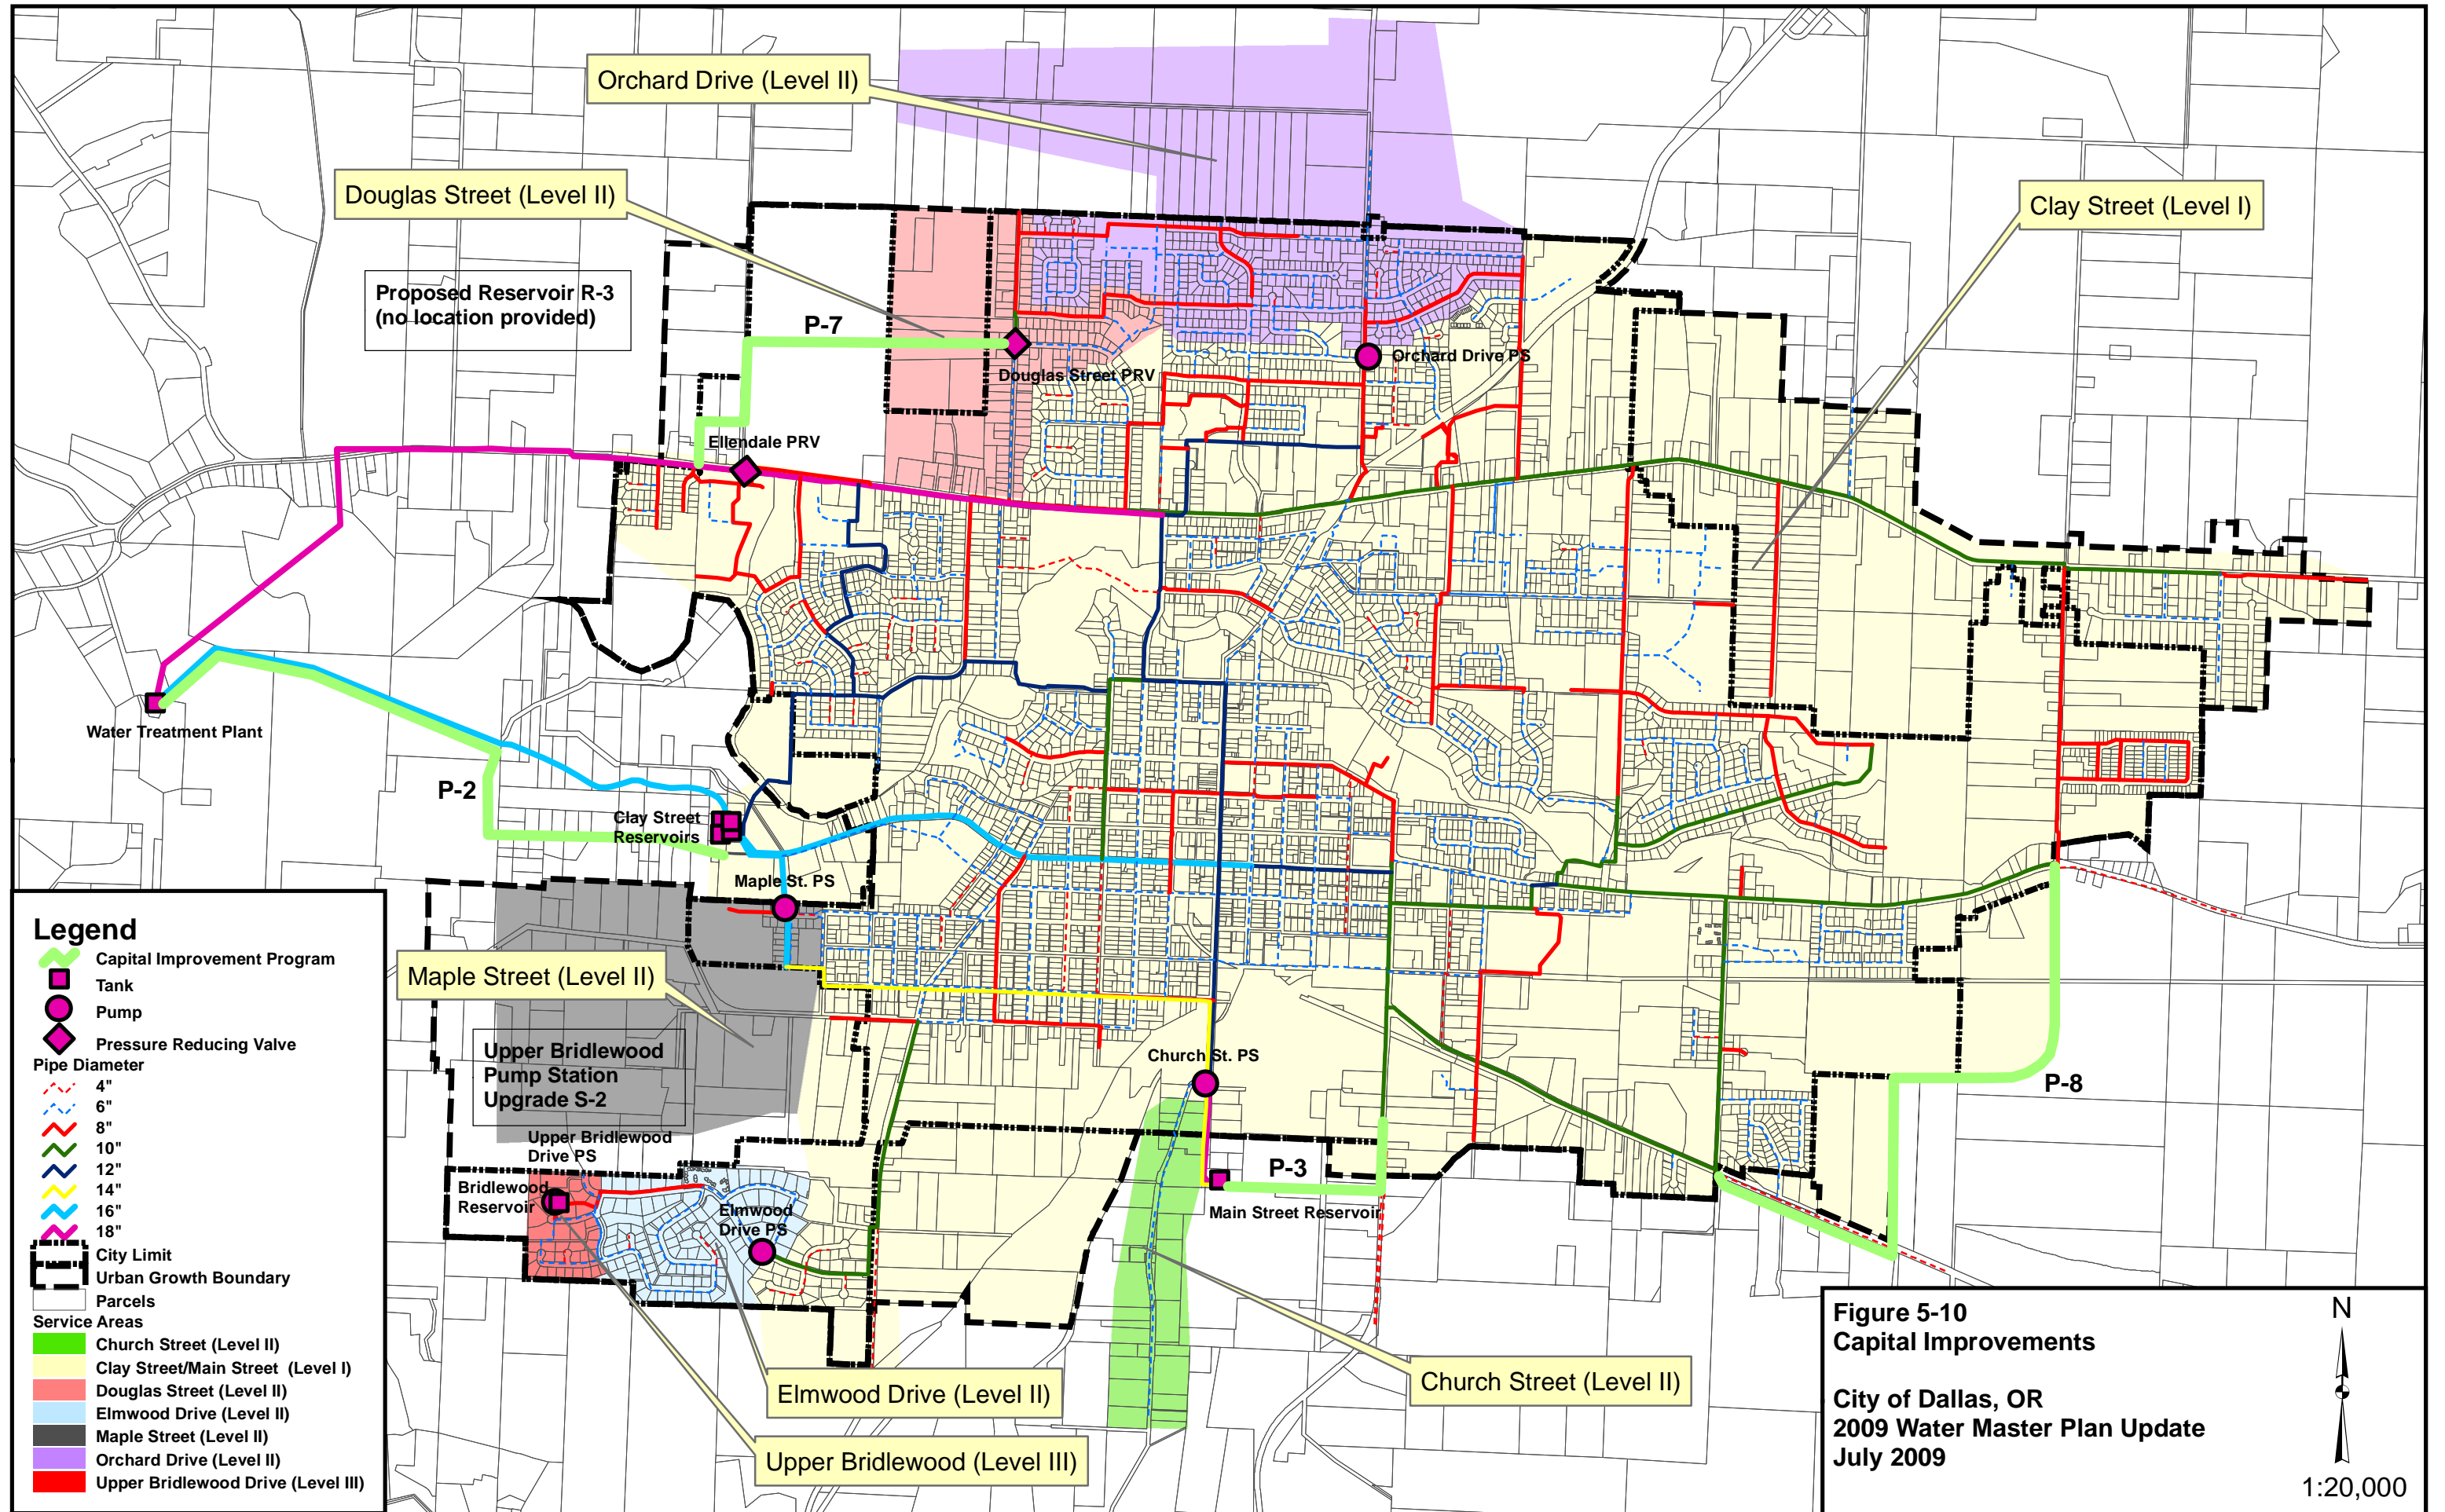 Orchard Drive (Level II)
Douglas Street (Level II)
Clay Street (Level I)
Proposed Reservoir R-3
(no location provided)
P-7
Orchard Drive PS
Douglas Street PRV
Ellendale PRV
Water Treatment Plant
P-2
Clay Street
Reservoirs
Maple St. PS
Maple Street (Level II)
Upper Bridlewood
Pump Station
Upgrade S-2
Church St. PS
P-8
Upper Bridlewood
Drive PS
P-3
Bridlewood
Reservoir
Elmwood
Drive PS
Main Street Reservoir
Elmwood Drive (Level II)
Church Street (Level II)
Upper Bridlewood (Level III)
Legend
Capital Improvement Program
Tank
Pump
Pressure Reducing Valve
Pipe Diameter
4"
6"
8"
10"
12"
14"
16"
18"
City Limit
Urban Growth Boundary
Parcels
Service Areas
Church Street (Level II)
Clay Street/Main Street (Level I)
Douglas Street (Level II)
Elmwood Drive (Level II)
Maple Street (Level II)
Orchard Drive (Level II)
Upper Bridlewood Drive (Level III)
Figure 5-10
Capital Improvements
City of Dallas, OR
2009 Water Master Plan Update
July 2009
N
1:20,000